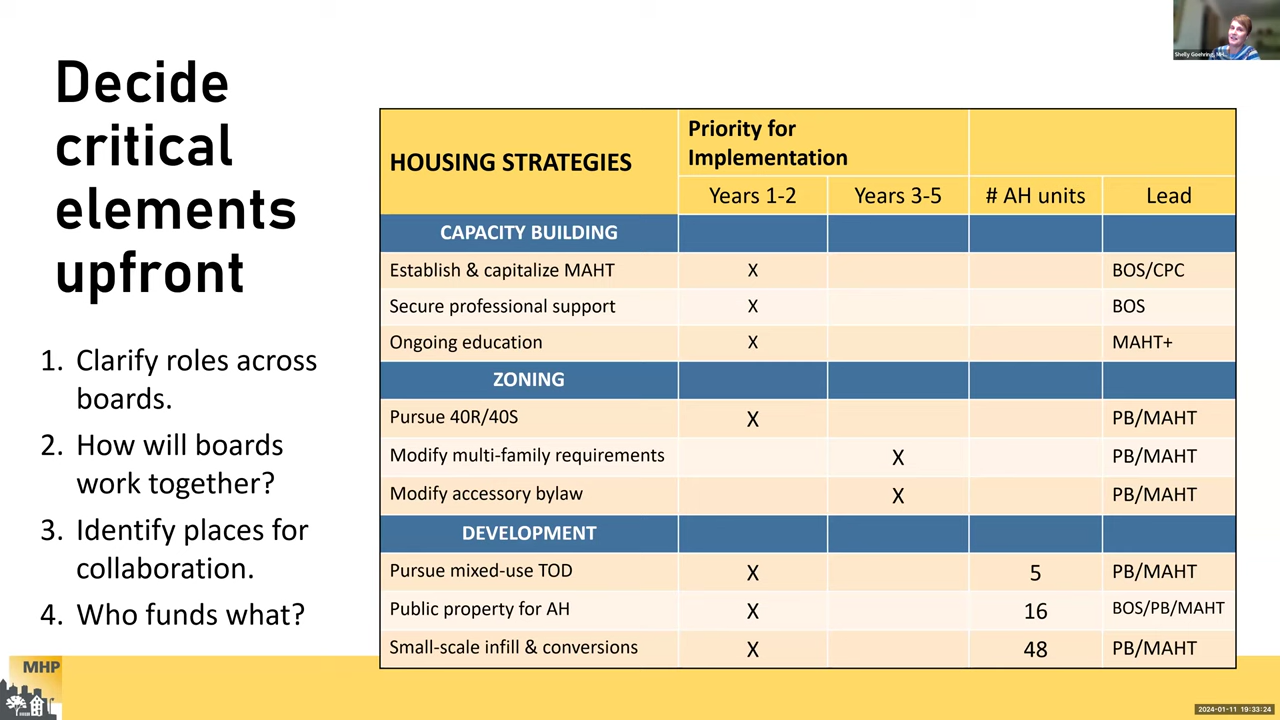 Decide
critical
elements
upfront
1. Clarify roles across
boards.
2. How will boards
work together?
3. Identify places for
collaboration.
4. Who funds what?
MHP
Shelly Goehring, MH...
HOUSING STRATEGIES
Priority for
Implementation
Years 1-2 Years 3-5 # AH units Lead
CAPACITY BUILDING
Establish & capitalize MAHT X BOS/CPC
Secure professional support X BOS
Ongoing education X MAHT+
ZONING
Pursue 40R/40S X PB/MAHT
Modify multi-family requirements X PB/MAHT
Modify accessory bylaw X PB/MAHT
DEVELOPMENT
Pursue mixed-use TOD X 5 PB/MAHT
Public property for AH X 16 BOS/PB/MAHT
Small-scale infill & conversions X 48 PB/MAHT
2024-01-11 19:33:24